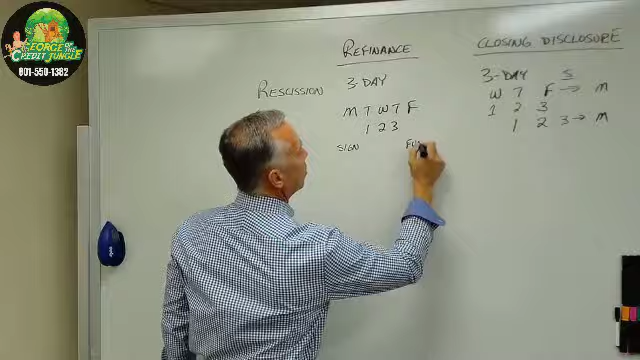 GEORGE OF THE
CREDIT JUNGLE
801-550-1382
REFINANCE
RESCISSION 3-DAY
M T W T F
1 2 3
SIGN FU
CLOSING DISCLOSURE
3-DAY S
W T F → M
1 2 3
1 2 3 → M